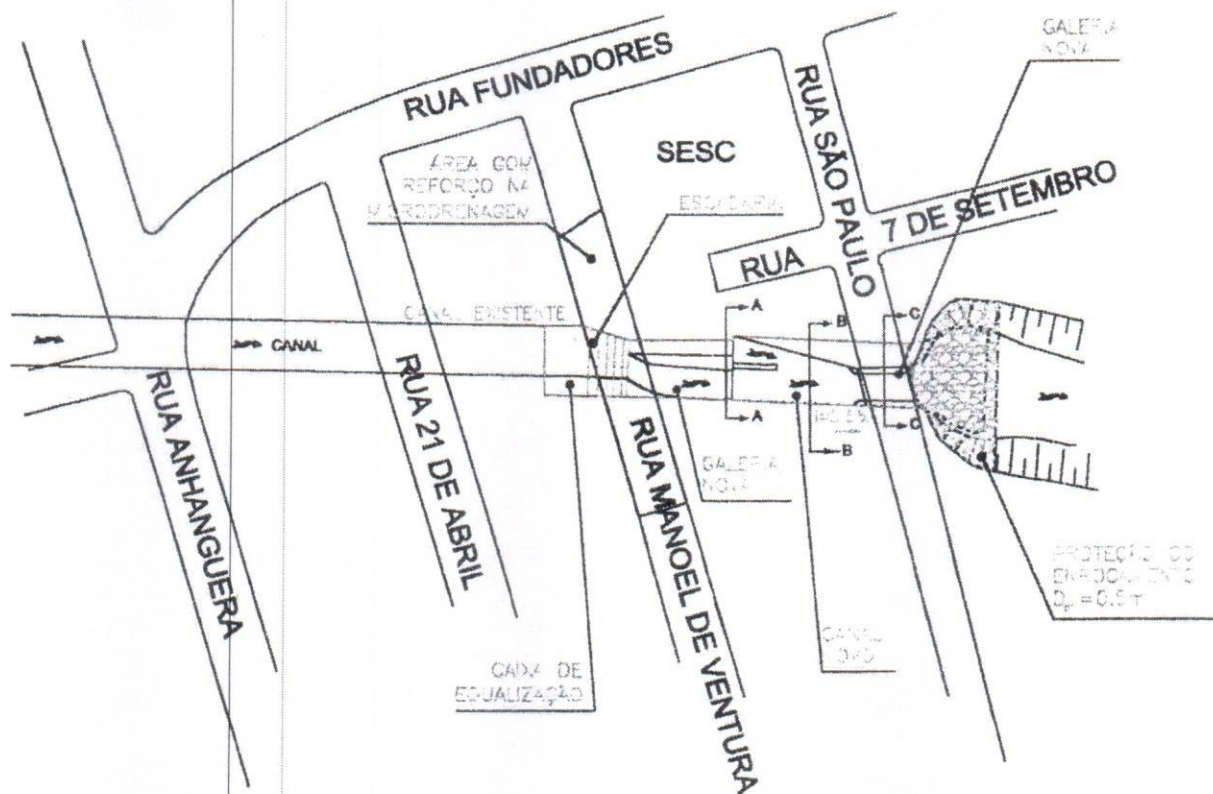 GALERIA
NOVA
RUA FUNDADORES
RUA SÃO PAULO
SESC
ÁREA COM
REFORÇO NA
MICRODRENAGEM
ESCADARIA
7 DE SETEMBRO
RUA
CANAL EXISTENTE
A
B
C
CANAL
RUA ANHANGUERA
RUA 21 DE ABRIL
RUA MANOEL DE VENTURA
A
B
C
GALERIA
NOVA
PROTEÇÃO DO
ENROCAMENTO
CAIXA DE
EQUALIZAÇÃO
CANAL
NOVO